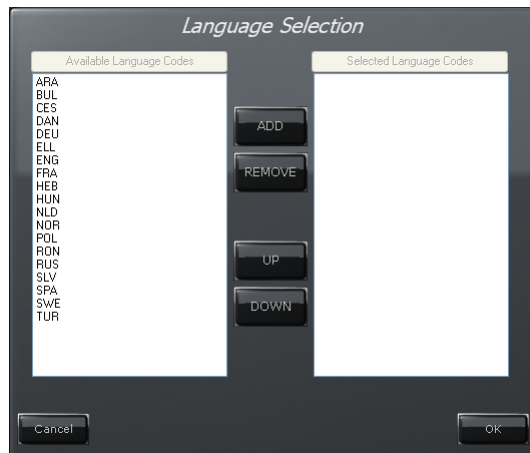 Language Selection
Available Language Codes
Selected Language Codes
ARA
BUL
CES
DAN
DEU
ELL
ENG
FRA
HEB
HUN
NLD
NOR
POL
RON
RUS
SLV
SPA
SWE
TUR
ADD
REMOVE
UP
DOWN
Cancel
OK